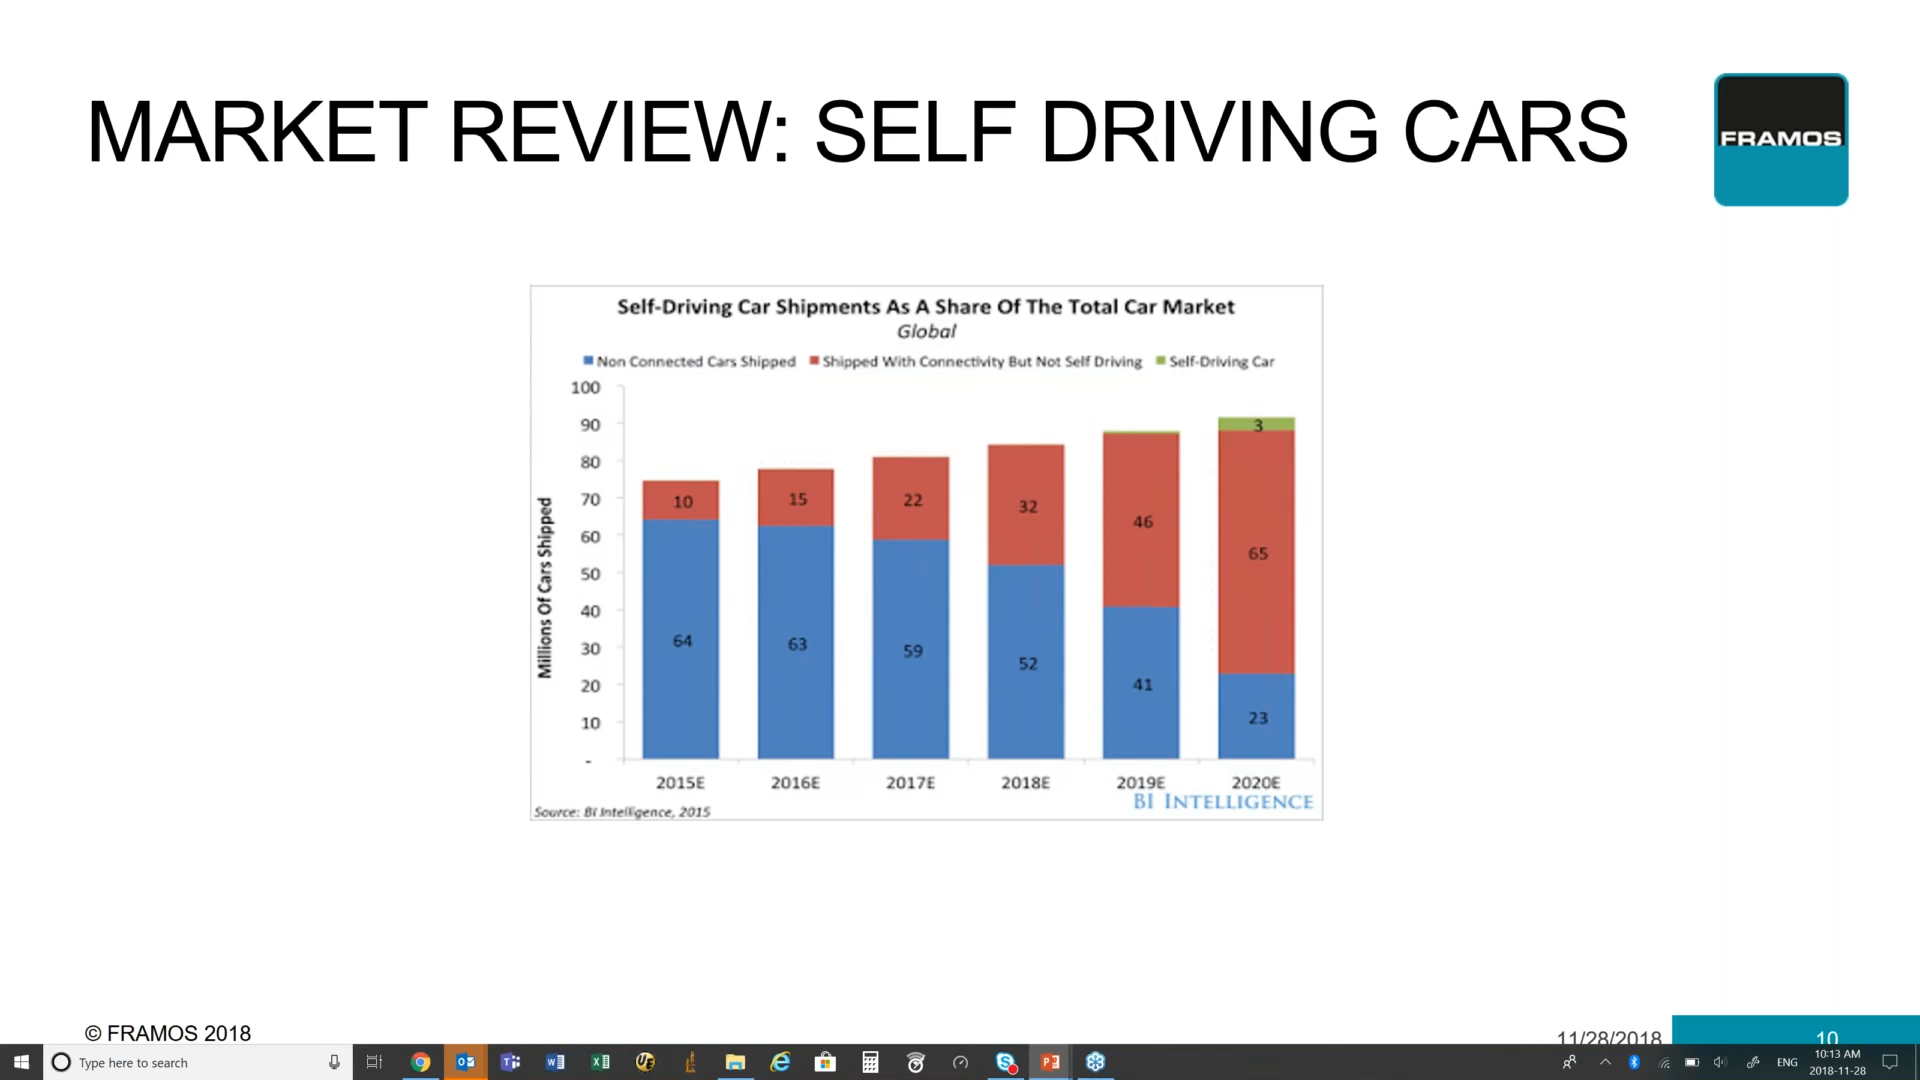 MARKET REVIEW: SELF DRIVING CARS
FRAMOS
Self-Driving Car Shipments As A Share Of The Total Car Market
Global
Non Connected Cars Shipped Shipped With Connectivity But Not Self Driving Self-Driving Car
Millions Of Cars Shipped
100
90
80
70
60
50
40
30
20
10
-
10 15 22 32 46 65 3
64 63 59 52 41 23
2015E 2016E 2017E 2018E 2019E 2020E
BI INTELLIGENCE
Source: BI Intelligence, 2015
© FRAMOS 2018
11/28/2018
10
Type here to search
ENG
10:13 AM
2018-11-28